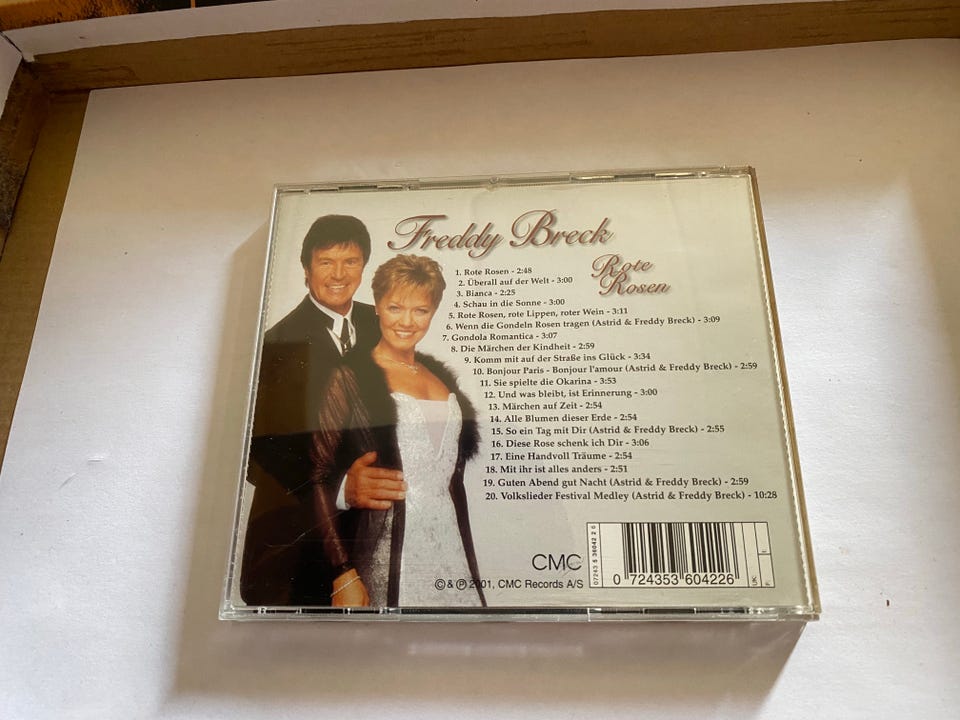 Freddy Breck
Rote
Rosen
1. Rote Rosen - 2:48
2. Überall auf der Welt - 3:00
3. Bianca - 2:25
4. Schau in die Sonne - 3:00
5. Rote Rosen, rote Lippen, roter Wein - 3:11
6. Wenn die Gondeln Rosen tragen (Astrid & Freddy Breck) - 3:09
7. Gondola Romantica - 3:07
8. Die Märchen der Kindheit - 2:59
9. Komm mit auf der Straße ins Glück - 3:34
10. Bonjour Paris - Bonjour l'amour (Astrid & Freddy Breck) - 2:59
11. Sie spielte die Okarina - 3:53
12. Und was bleibt, ist Erinnerung - 3:00
13. Märchen auf Zeit - 2:54
14. Alle Blumen dieser Erde - 2:54
15. So ein Tag mit Dir (Astrid & Freddy Breck) - 2:55
16. Diese Rose schenk ich Dir - 3:06
17. Eine Handvoll Träume - 2:54
18. Mit ihr ist alles anders - 2:51
19. Guten Abend gut Nacht (Astrid & Freddy Breck) - 2:59
20. Volkslieder Festival Medley (Astrid & Freddy Breck) - 10:28
CMC
© & ℗ 2001, CMC Records A/S
07243 5 36042 2 6
0 724353 604226
UK:
F: